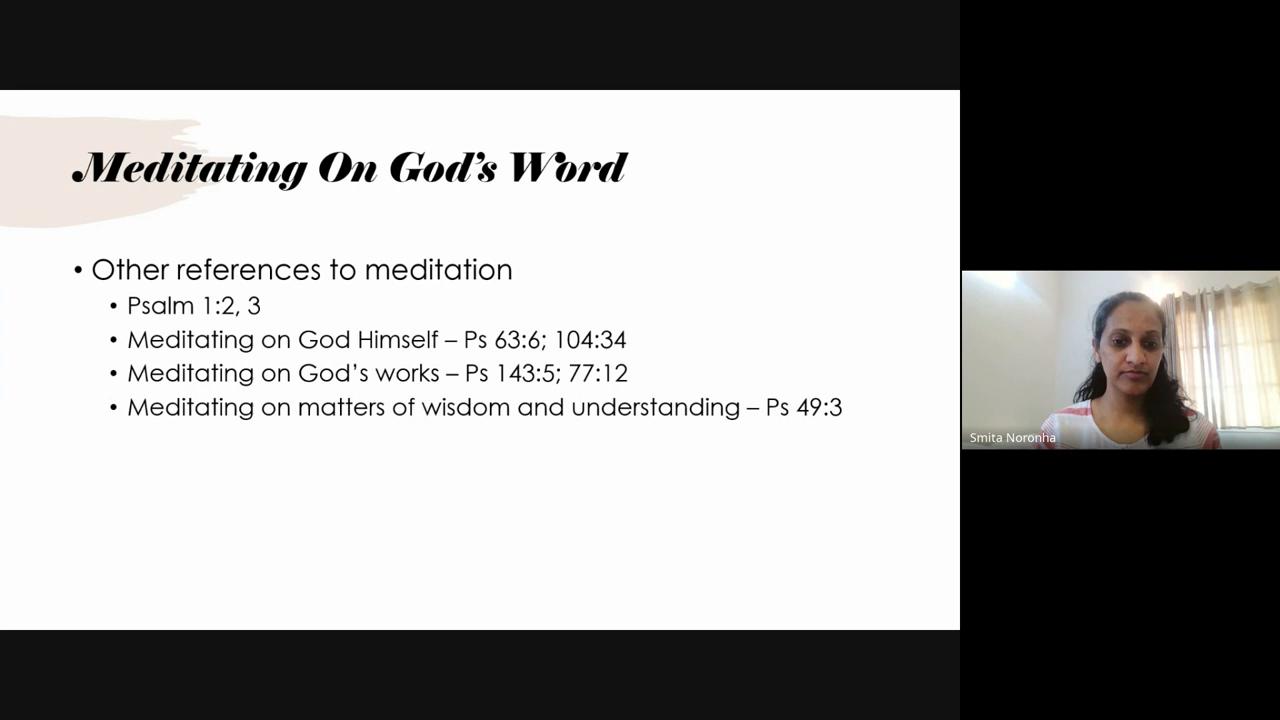 Meditating On God's Word
• Other references to meditation
• Psalm 1:2, 3
• Meditating on God Himself – Ps 63:6; 104:34
• Meditating on God's works – Ps 143:5; 77:12
• Meditating on matters of wisdom and understanding – Ps 49:3
Smita Noronha